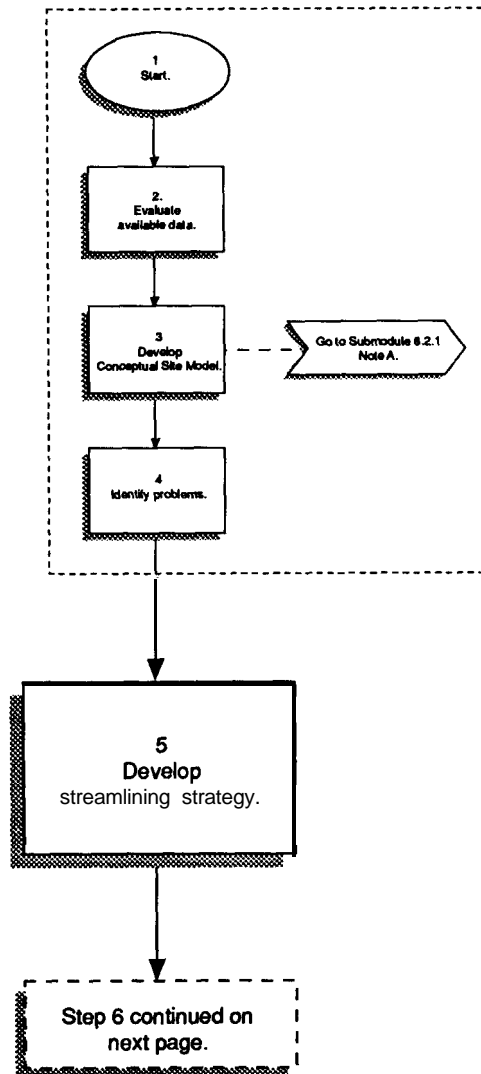 1
Start.
2.
Evaluate
available data.
3
Develop
Conceptual Site Model.
Go to Submodule 6.2.1
Note A.
4
Identify problems.
5
Develop
streamlining strategy.
Step 6 continued on
next page.